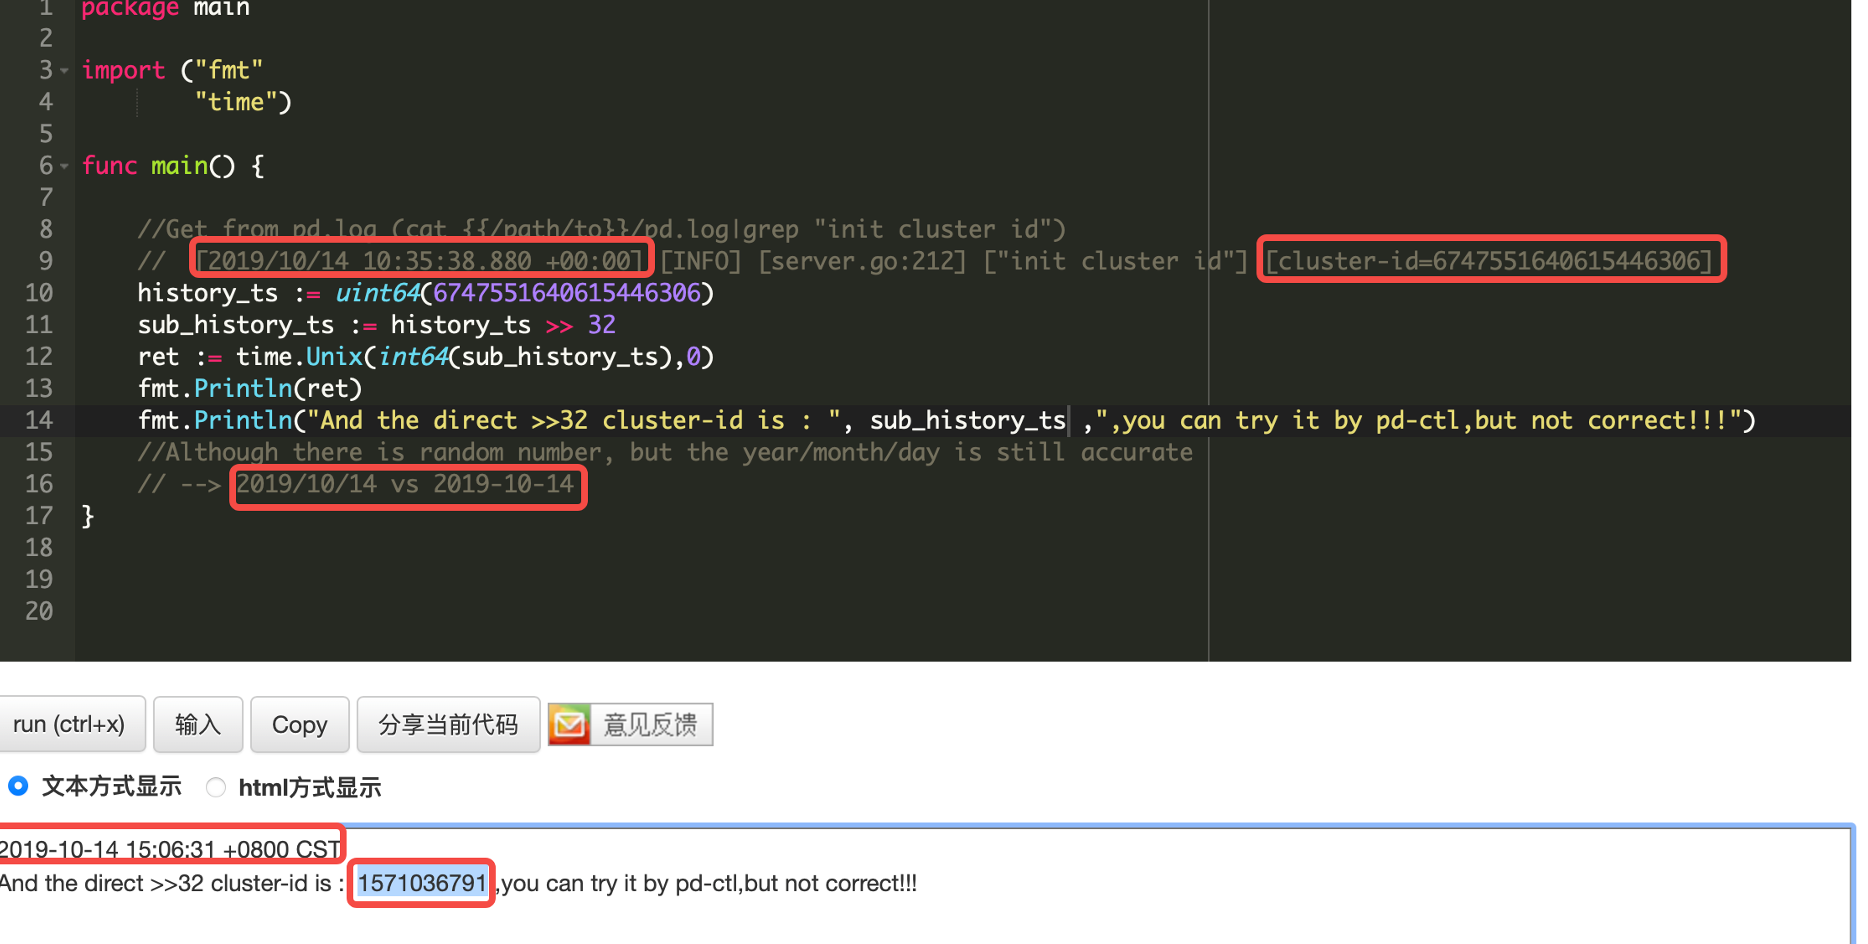 1 package main
2
3 import ("fmt"
4 "time")
5
6 func main() {
7
8 //Get from pd.log (cat {{/path/to}}/pd.log|grep "init cluster id")
9 // [2019/10/14 10:35:38.880 +00:00] [INFO] [server.go:212] ["init cluster id"] [cluster-id=6747551640615446306]
10 history_ts := uint64(6747551640615446306)
11 sub_history_ts := history_ts >> 32
12 ret := time.Unix(int64(sub_history_ts),0)
13 fmt.Println(ret)
14 fmt.Println("And the direct >>32 cluster-id is : ", sub_history_ts ,",you can try it by pd-ctl,but not correct!!!")
15 //Although there is random number, but the year/month/day is still accurate
16 // --> 2019/10/14 vs 2019-10-14
17 }
18
19
20
run (ctrl+x) 输入 Copy 分享当前代码 意见反馈
文本方式显示 html方式显示
2019-10-14 15:06:31 +0800 CST
And the direct >>32 cluster-id is : 1571036791 ,you can try it by pd-ctl,but not correct!!!